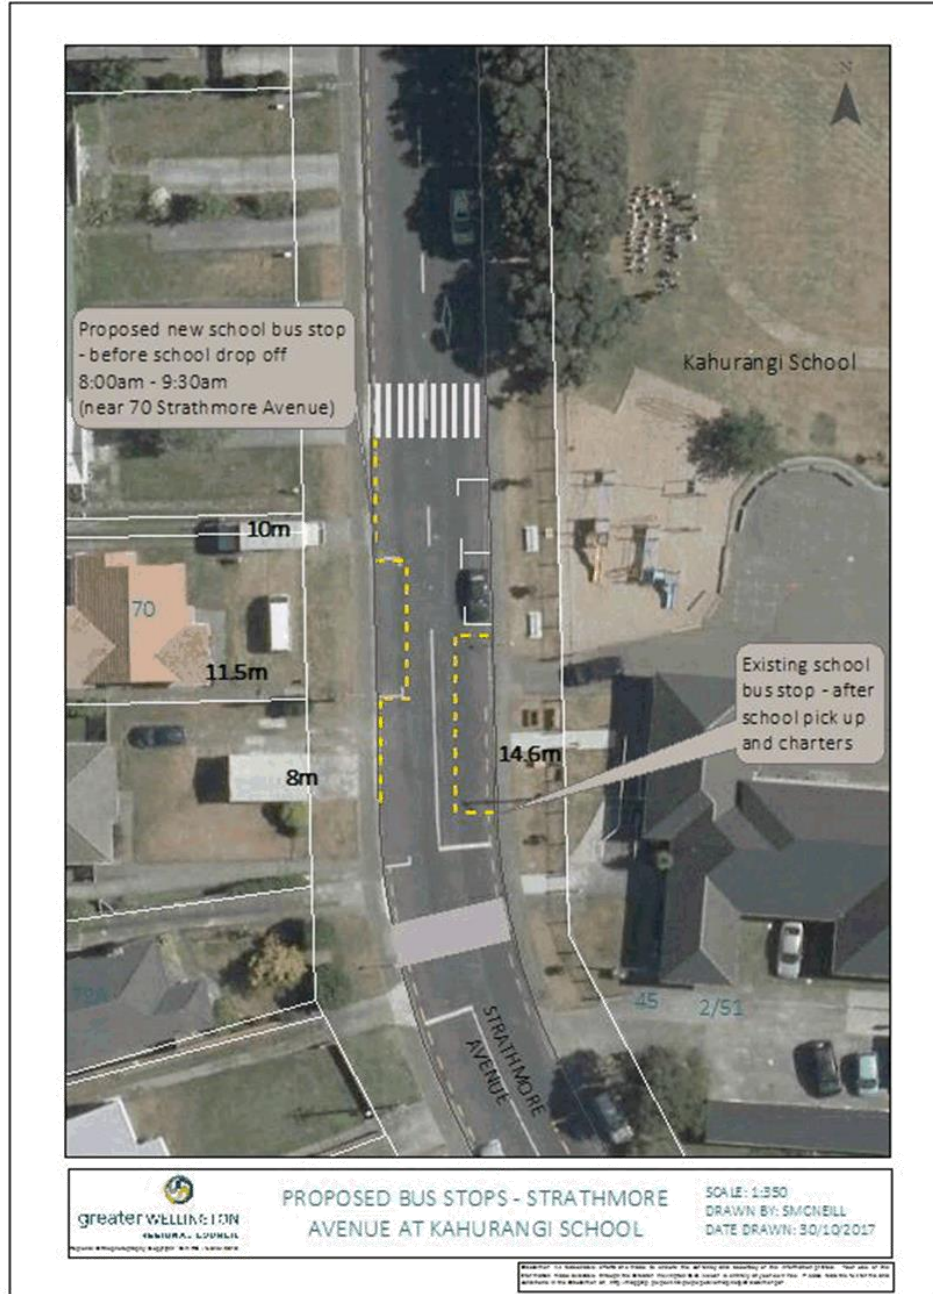 N
Proposed new school bus stop
- before school drop off
8:00am - 9:30am
(near 70 Strathmore Avenue)
Kahurangi School
10m
70
11.5m
Existing school
bus stop - after
school pick up
and charters
14.6m
8m
79A
45
2/51
STRATHMORE
AVENUE
greater WELLINGTON
REGIONAL COUNCIL
PROPOSED BUS STOPS - STRATHMORE
AVENUE AT KAHURANGI SCHOOL
SCALE: 1:350
DRAWN BY: SMCNEILL
DATE DRAWN: 30/10/2017